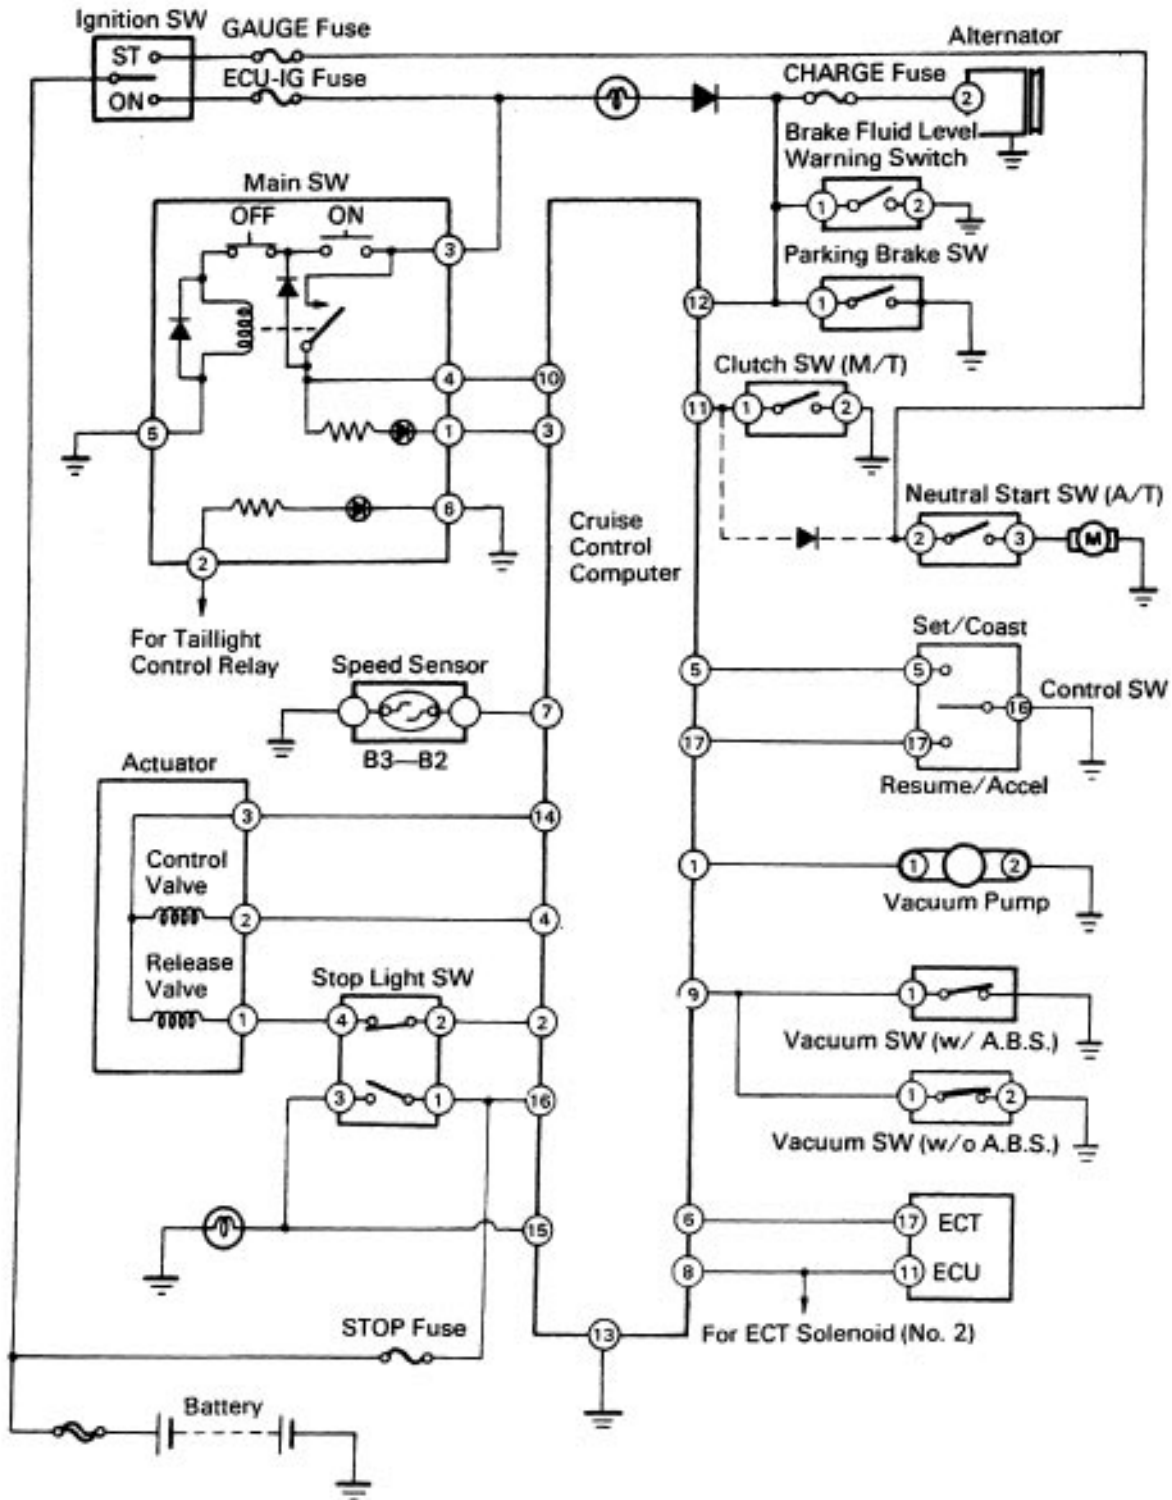 Ignition SW
GAUGE Fuse
Alternator
ST
ECU-IG Fuse
CHARGE Fuse
ON
2
Brake Fluid Level
Warning Switch
Main SW
1
2
OFF
ON
3
Parking Brake SW
12
1
Clutch SW (M/T)
4
10
11
1
2
5
1
3
Neutral Start SW (A/T)
6
Cruise
Control
Computer
2
3
M
2
For Taillight
Control Relay
Set/Coast
Speed Sensor
5
5
Control SW
7
16
B3—B2
17
17
Resume/Accel
Actuator
3
14
Control
Valve
1
1
2
Vacuum Pump
2
4
Release
Valve
Stop Light SW
9
1
1
4
2
2
Vacuum SW (w/ A.B.S.)
3
1
16
1
2
Vacuum SW (w/o A.B.S.)
15
6
17
ECT
8
11
ECU
STOP Fuse
13
For ECT Solenoid (No. 2)
Battery